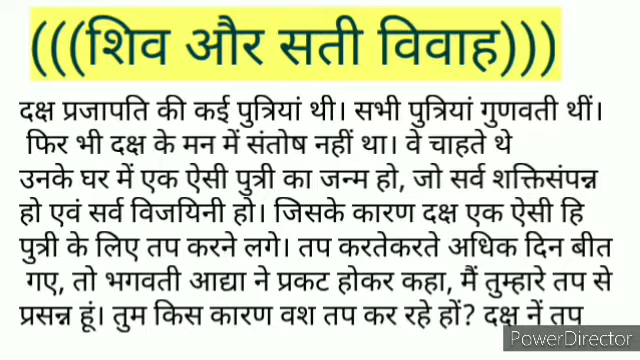 (((शिव और सती विवाह)))
दक्ष प्रजापति की कई पुत्रियां थी। सभी पुत्रियां गुणवती थीं।
फिर भी दक्ष के मन में संतोष नहीं था। वे चाहते थे
उनके घर में एक ऐसी पुत्री का जन्म हो, जो सर्व शक्तिसंपन्न
हो एवं सर्व विजयिनी हो। जिसके कारण दक्ष एक ऐसी हि
पुत्री के लिए तप करने लगे। तप करतेकरते अधिक दिन बीत
गए, तो भगवती आद्या ने प्रकट होकर कहा, मैं तुम्हारे तप से
प्रसन्न हूं। तुम किस कारण वश तप कर रहे हों? दक्ष नें तप
PowerDirector